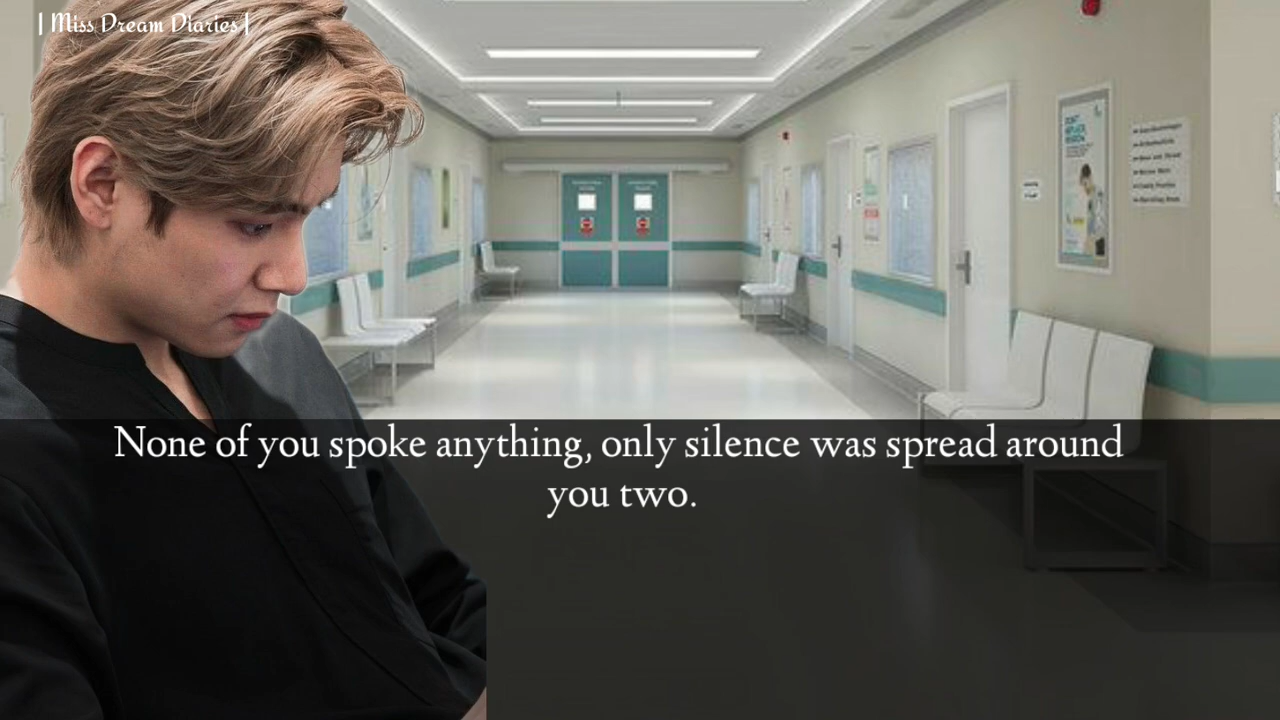 | Miss Dream Diaries |
None of you spoke anything, only silence was spread around
you two.